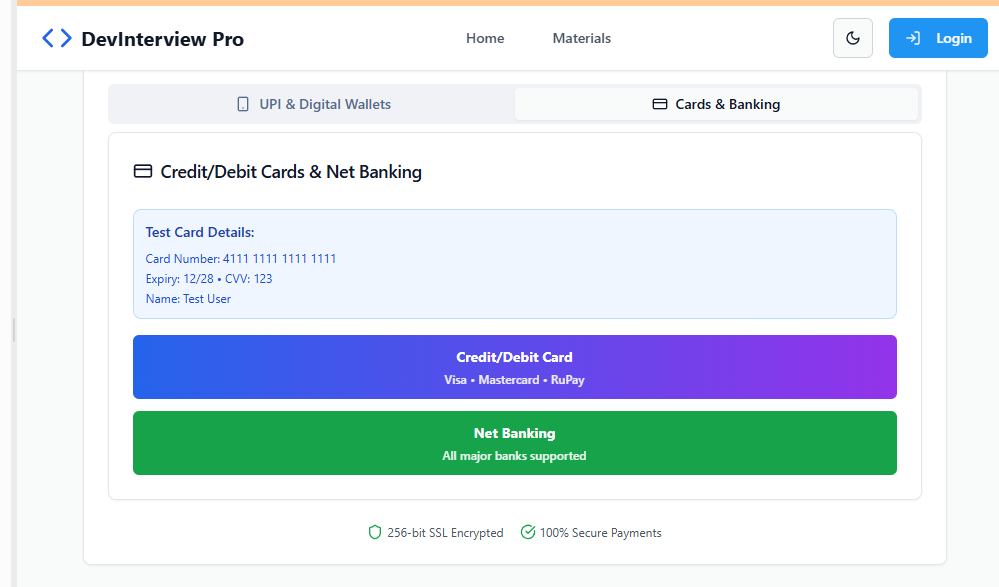 DevInterview Pro
Home
Materials
Login
UPI & Digital Wallets
Cards & Banking
Credit/Debit Cards & Net Banking
Test Card Details:
Card Number: 4111 1111 1111 1111
Expiry: 12/28 • CVV: 123
Name: Test User
Credit/Debit Card
Visa • Mastercard • RuPay
Net Banking
All major banks supported
256-bit SSL Encrypted
100% Secure Payments